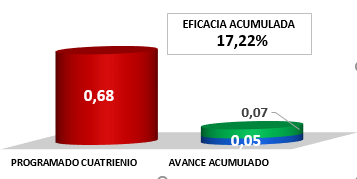 EFICACIA ACUMULADA
17,22%
0,68
0,07
0,05
PROGRAMADO CUATRIENIO
AVANCE ACUMULADO